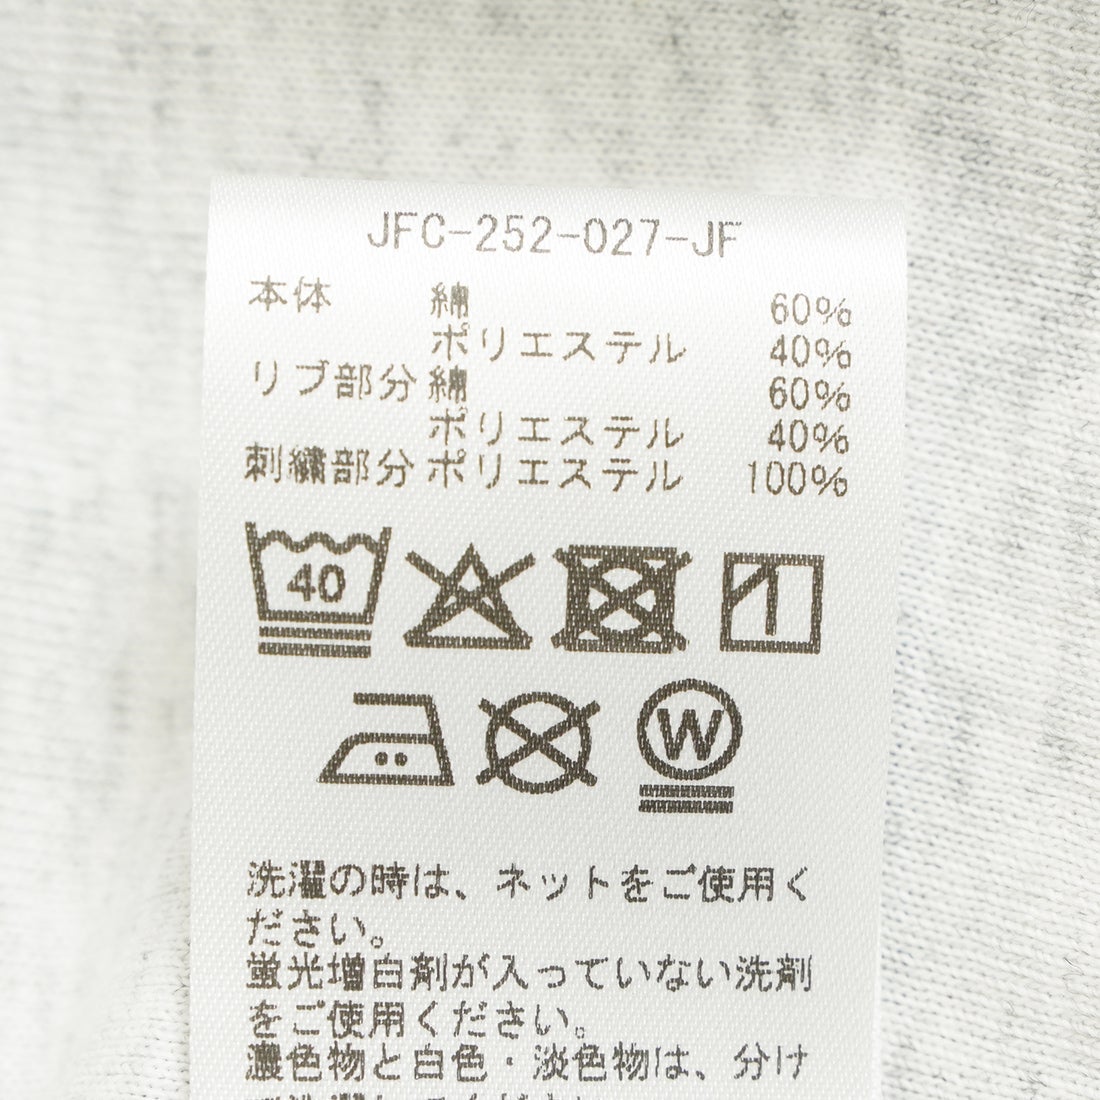 JFC-252-027-JF
本体 綿 60%
ポリエステル 40%
リブ部分 綿 60%
ポリエステル 40%
刺繍部分 ポリエステル 100%
40
W
洗濯の時は、ネットをご使用く
ださい。
蛍光増白剤が入っていない洗剤
をご使用ください。
濃色物と白色・淡色物は、分け